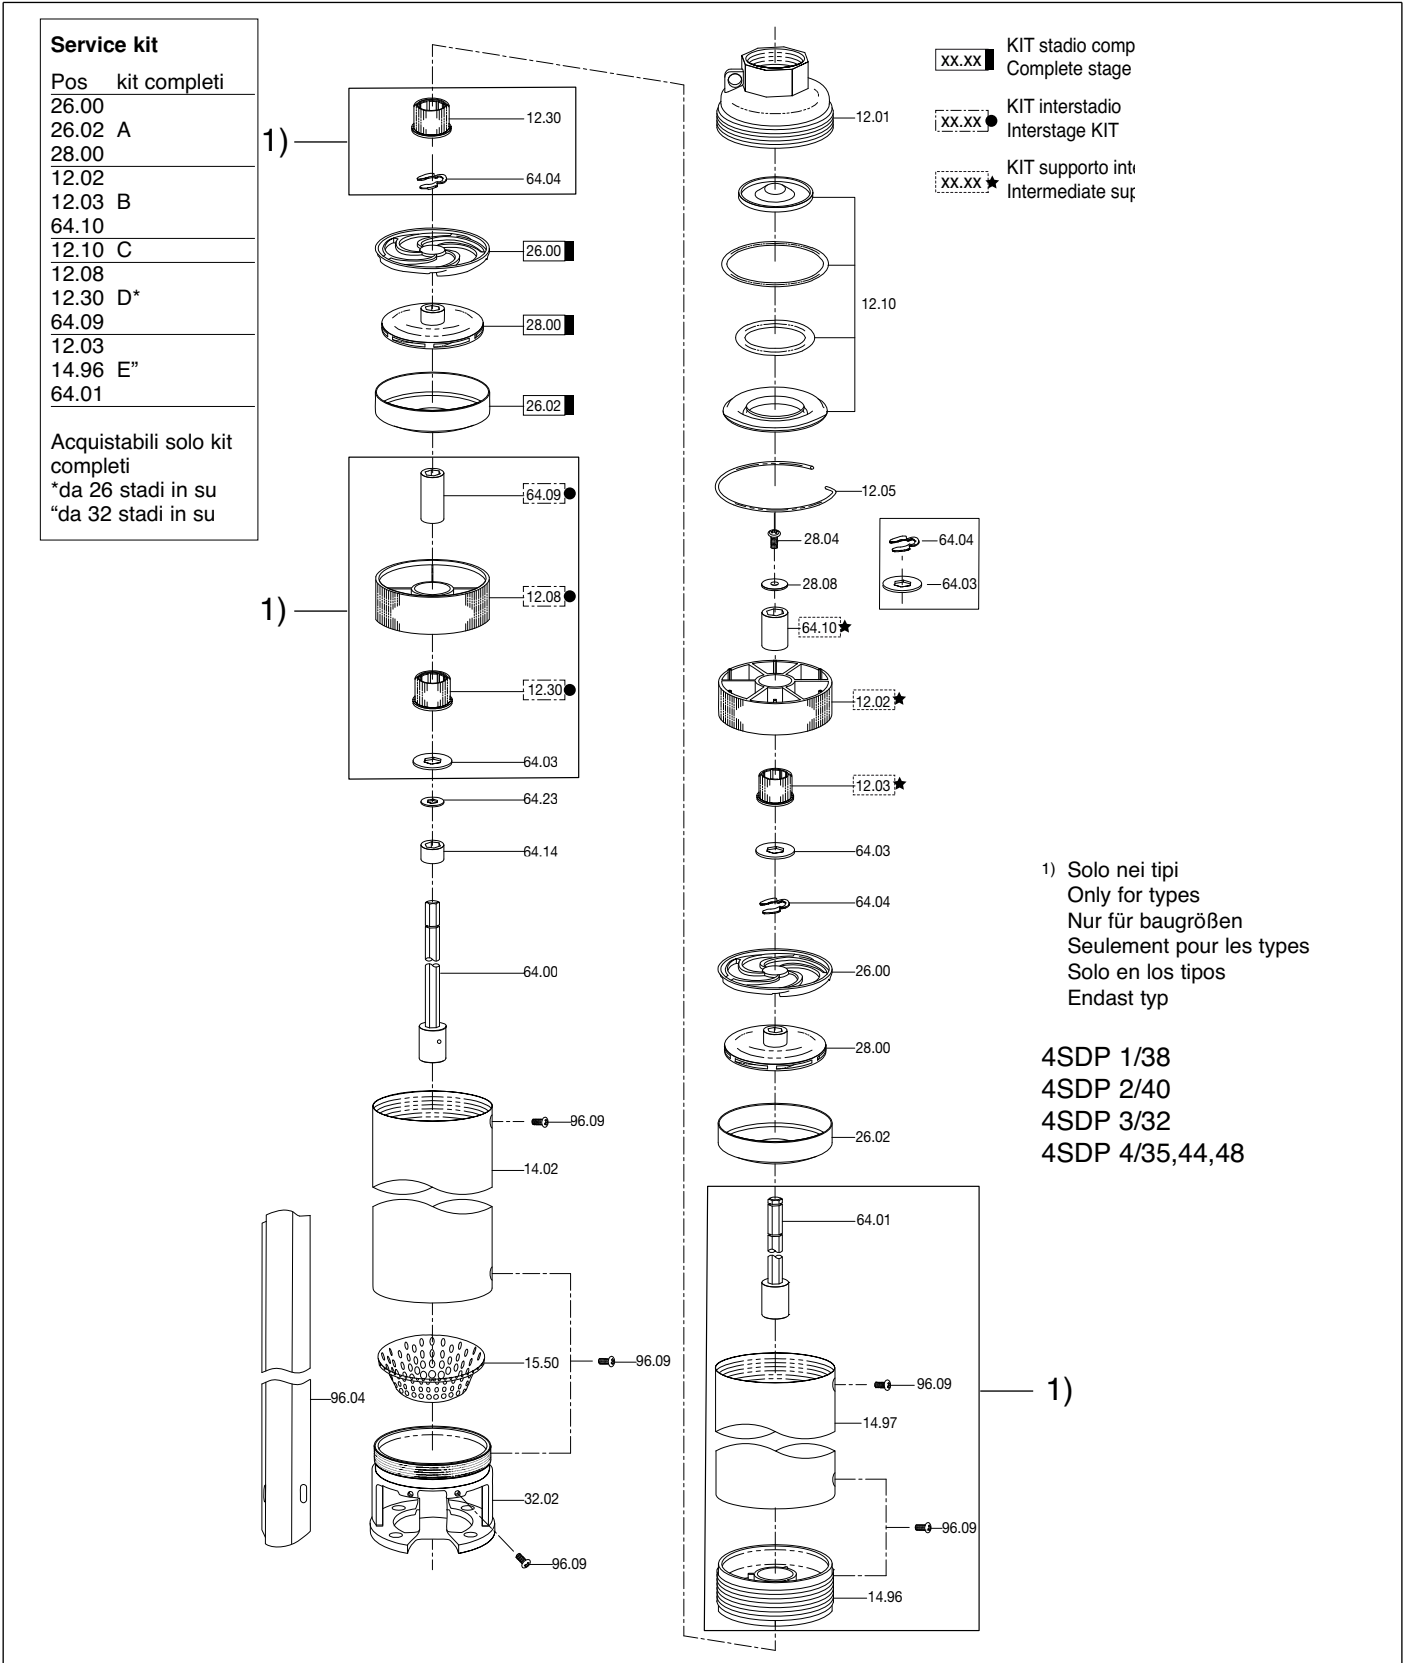 Service kit
Pos kit completi
26.00
26.02 A
28.00
12.02
12.03 B
64.10
12.10 C
12.08
12.30 D*
64.09
12.03
14.96 E”
64.01
Acquistabili solo kit
completi
*da 26 stadi in su
“da 32 stadi in su
1)
12.30
64.04
26.00
28.00
26.02
1)
64.09
12.08
12.30
64.03
64.23
64.14
64.00
96.09
14.02
96.04
15.50
96.09
32.02
96.09
12.01
12.10
12.05
28.04
28.08
64.04
64.03
64.10
12.02
12.03
64.03
64.04
26.00
28.00
26.02
64.01
96.09
14.97
1)
96.09
14.96
xx.xx
KIT stadio comp
Complete stage
xx.xx
KIT interstadio
Interstage KIT
xx.xx
KIT supporto inte
Intermediate sup
1) Solo nei tipi
Only for types
Nur für baugrößen
Seulement pour les types
Solo en los tipos
Endast typ
4SDP 1/38
4SDP 2/40
4SDP 3/32
4SDP 4/35,44,48